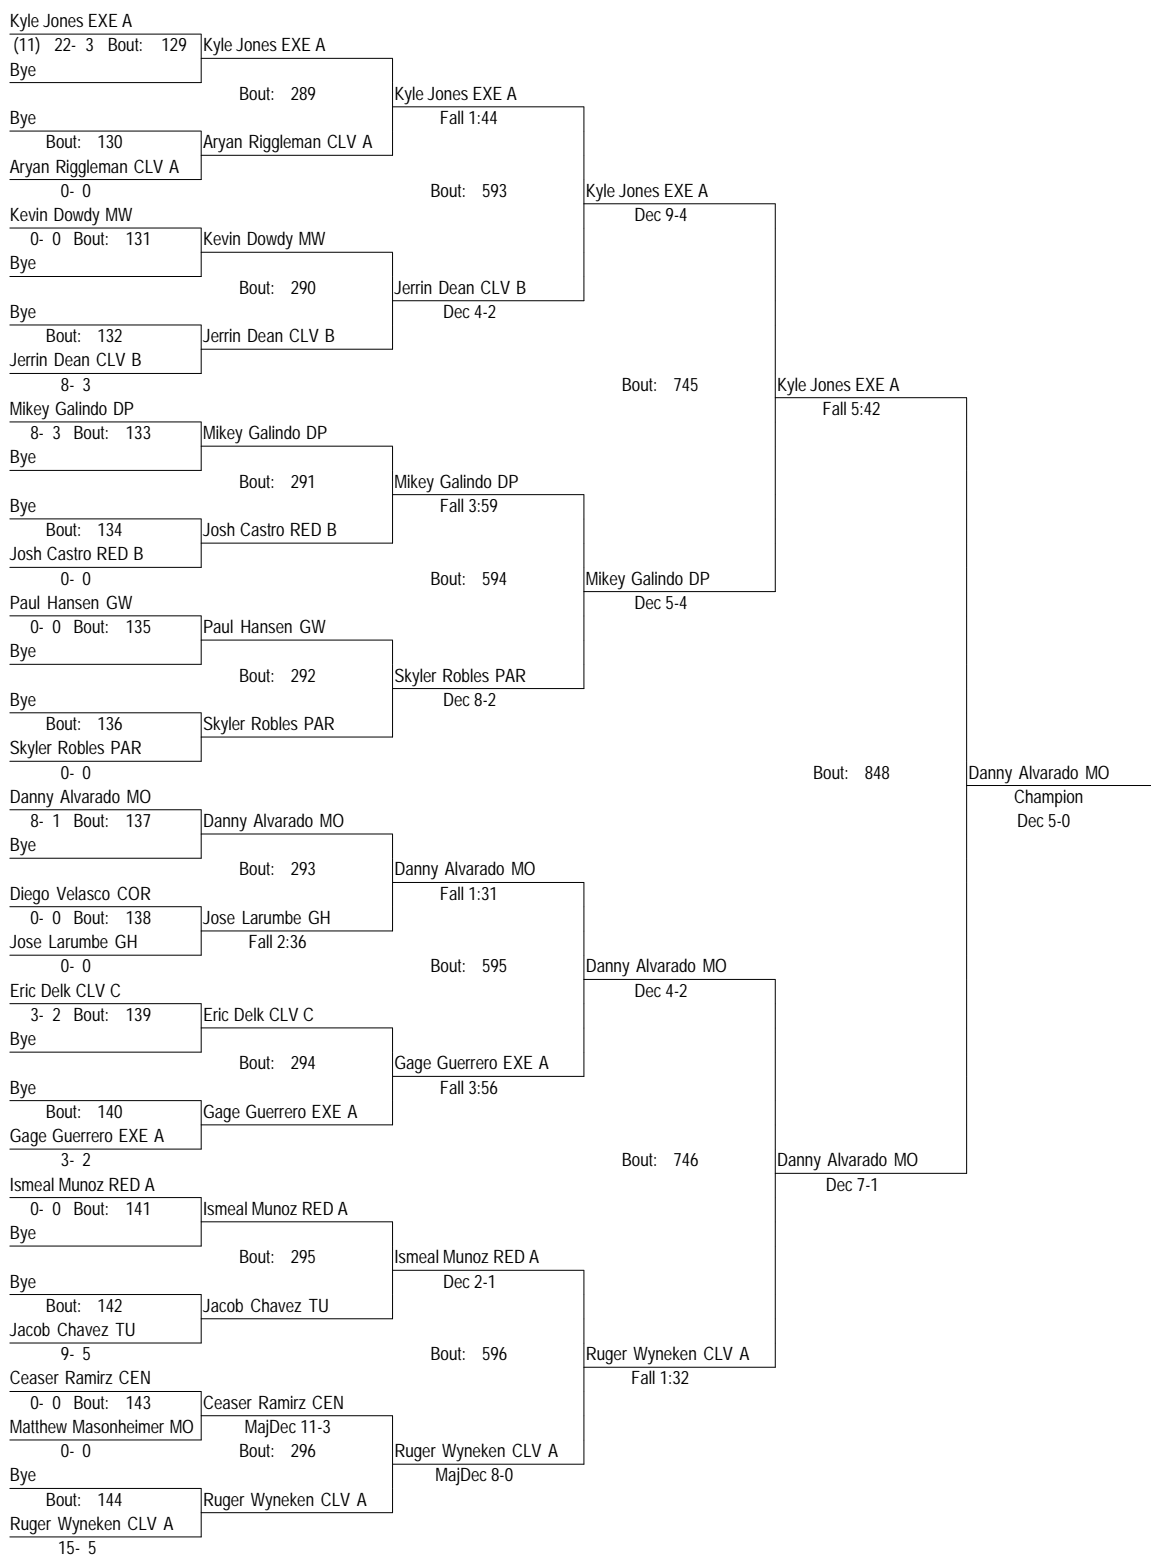 Kyle Jones EXE A
(11) 22- 3 Bout: 129 Kyle Jones EXE A
Bye
Bout: 289 Kyle Jones EXE A
Bye Fall 1:44
Bout: 130 Aryan Riggleman CLV A
Aryan Riggleman CLV A
0- 0 Bout: 593 Kyle Jones EXE A
Kevin Dowdy MW Dec 9-4
0- 0 Bout: 131 Kevin Dowdy MW
Bye
Bout: 290 Jerrin Dean CLV B
Bye Dec 4-2
Bout: 132 Jerrin Dean CLV B
Jerrin Dean CLV B
8- 3 Bout: 745 Kyle Jones EXE A
Mikey Galindo DP Fall 5:42
8- 3 Bout: 133 Mikey Galindo DP
Bye
Bout: 291 Mikey Galindo DP
Bye Fall 3:59
Bout: 134 Josh Castro RED B
Josh Castro RED B
0- 0 Bout: 594 Mikey Galindo DP
Paul Hansen GW Dec 5-4
0- 0 Bout: 135 Paul Hansen GW
Bye
Bout: 292 Skyler Robles PAR
Bye Dec 8-2
Bout: 136 Skyler Robles PAR
Skyler Robles PAR
0- 0 Bout: 848 Danny Alvarado MO
Danny Alvarado MO Champion
8- 1 Bout: 137 Danny Alvarado MO Dec 5-0
Bye
Bout: 293 Danny Alvarado MO
Diego Velasco COR Fall 1:31
0- 0 Bout: 138 Jose Larumbe GH
Jose Larumbe GH Fall 2:36
0- 0 Bout: 595 Danny Alvarado MO
Eric Delk CLV C Dec 4-2
3- 2 Bout: 139 Eric Delk CLV C
Bye
Bout: 294 Gage Guerrero EXE A
Bye Fall 3:56
Bout: 140 Gage Guerrero EXE A
Gage Guerrero EXE A
3- 2 Bout: 746 Danny Alvarado MO
Ismeal Munoz RED A Dec 7-1
0- 0 Bout: 141 Ismeal Munoz RED A
Bye
Bout: 295 Ismeal Munoz RED A
Bye Dec 2-1
Bout: 142 Jacob Chavez TU
Jacob Chavez TU
9- 5 Bout: 596 Ruger Wyneken CLV A
Ceaser Ramirz CEN Fall 1:32
0- 0 Bout: 143 Ceaser Ramirz CEN
Matthew Masonheimer MO MajDec 11-3
0- 0 Bout: 296 Ruger Wyneken CLV A
Bye MajDec 8-0
Bout: 144 Ruger Wyneken CLV A
Ruger Wyneken CLV A
15- 5